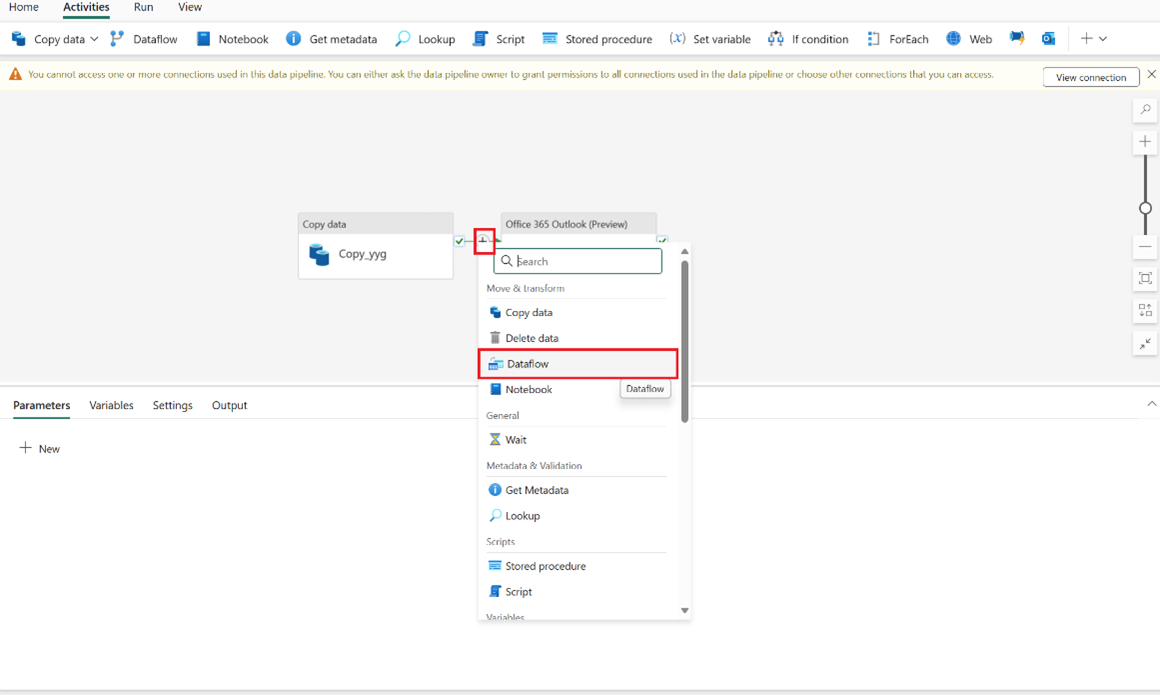 Home Activities Run View
Copy data Dataflow Notebook Get metadata Lookup Script Stored procedure (x) Set variable If condition ForEach Web
You cannot access one or more connections used in this data pipeline. You can either ask the data pipeline owner to grant permissions to all connections used in the data pipeline or choose other connections that you can access. View connection
Copy data
Copy_yyg
Office 365 Outlook (Preview)
Search
Move & transform
Copy data
Delete data
Dataflow
Notebook
Dataflow
General
Wait
Metadata & Validation
Get Metadata
Lookup
Scripts
Stored procedure
Script
Variables
Parameters Variables Settings Output
New